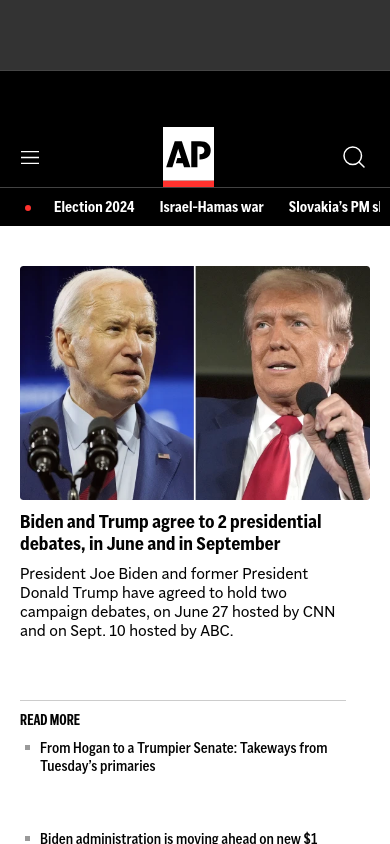 AP
Election 2024 Israel-Hamas war Slovakia's PM
Biden and Trump agree to 2 presidential
debates, in June and in September
President Joe Biden and former President
Donald Trump have agreed to hold two
campaign debates, on June 27 hosted by CNN
and on Sept. 10 hosted by ABC.
READ MORE
From Hogan to a Trumpier Senate: Takeways from
Tuesday's primaries
Biden administration is moving ahead on new $1